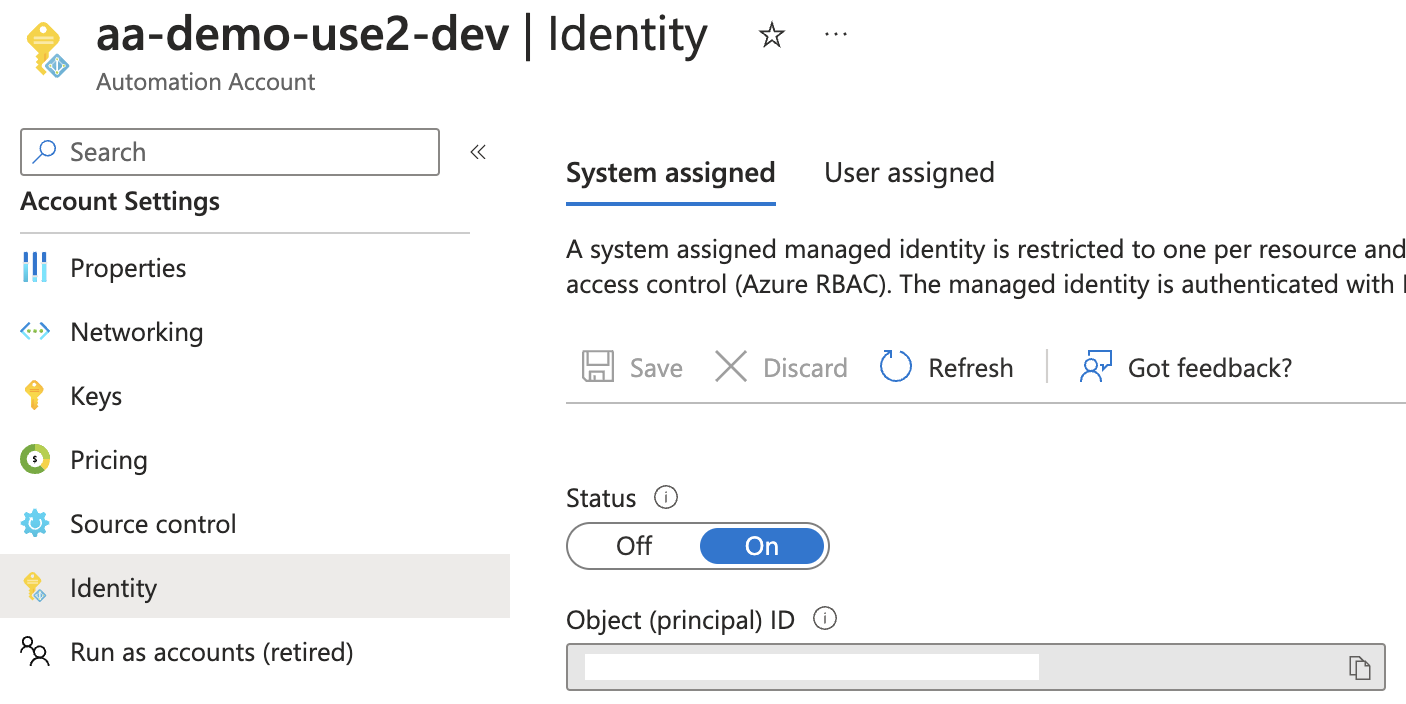 aa-demo-use2-dev | Identity
Automation Account
Search
Account Settings
Properties
Networking
Keys
Pricing
Source control
Identity
Run as accounts (retired)
System assigned
User assigned
A system assigned managed identity is restricted to one per resource and
access control (Azure RBAC). The managed identity is authenticated with
Save
Discard
Refresh
Got feedback?
Status
Off
On
Object (principal) ID